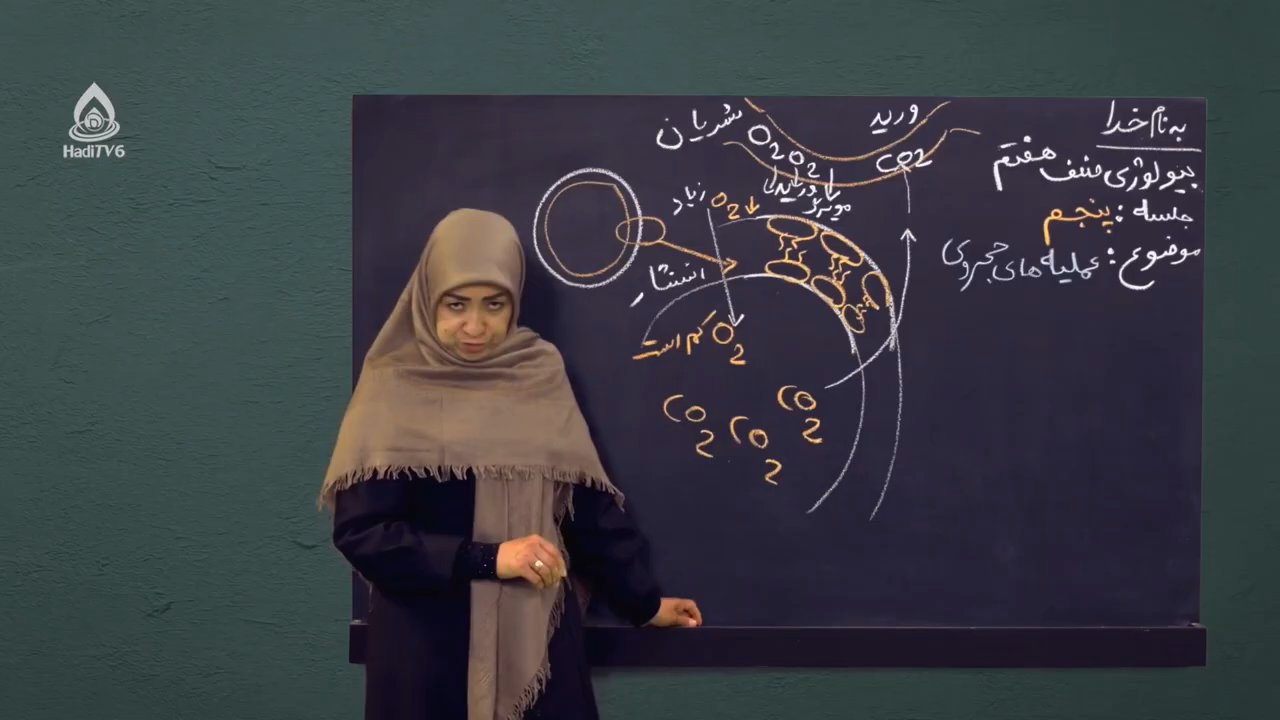 به نام خدا
بیولوژی صنف هفتم
جلسه : پنجم
موضوع : عملیه های حجروی
ورید
شریان
O2 O2
CO2
زیاد O2
انتشار
O2 کم است
CO2
CO2
CO2
HadiTV6